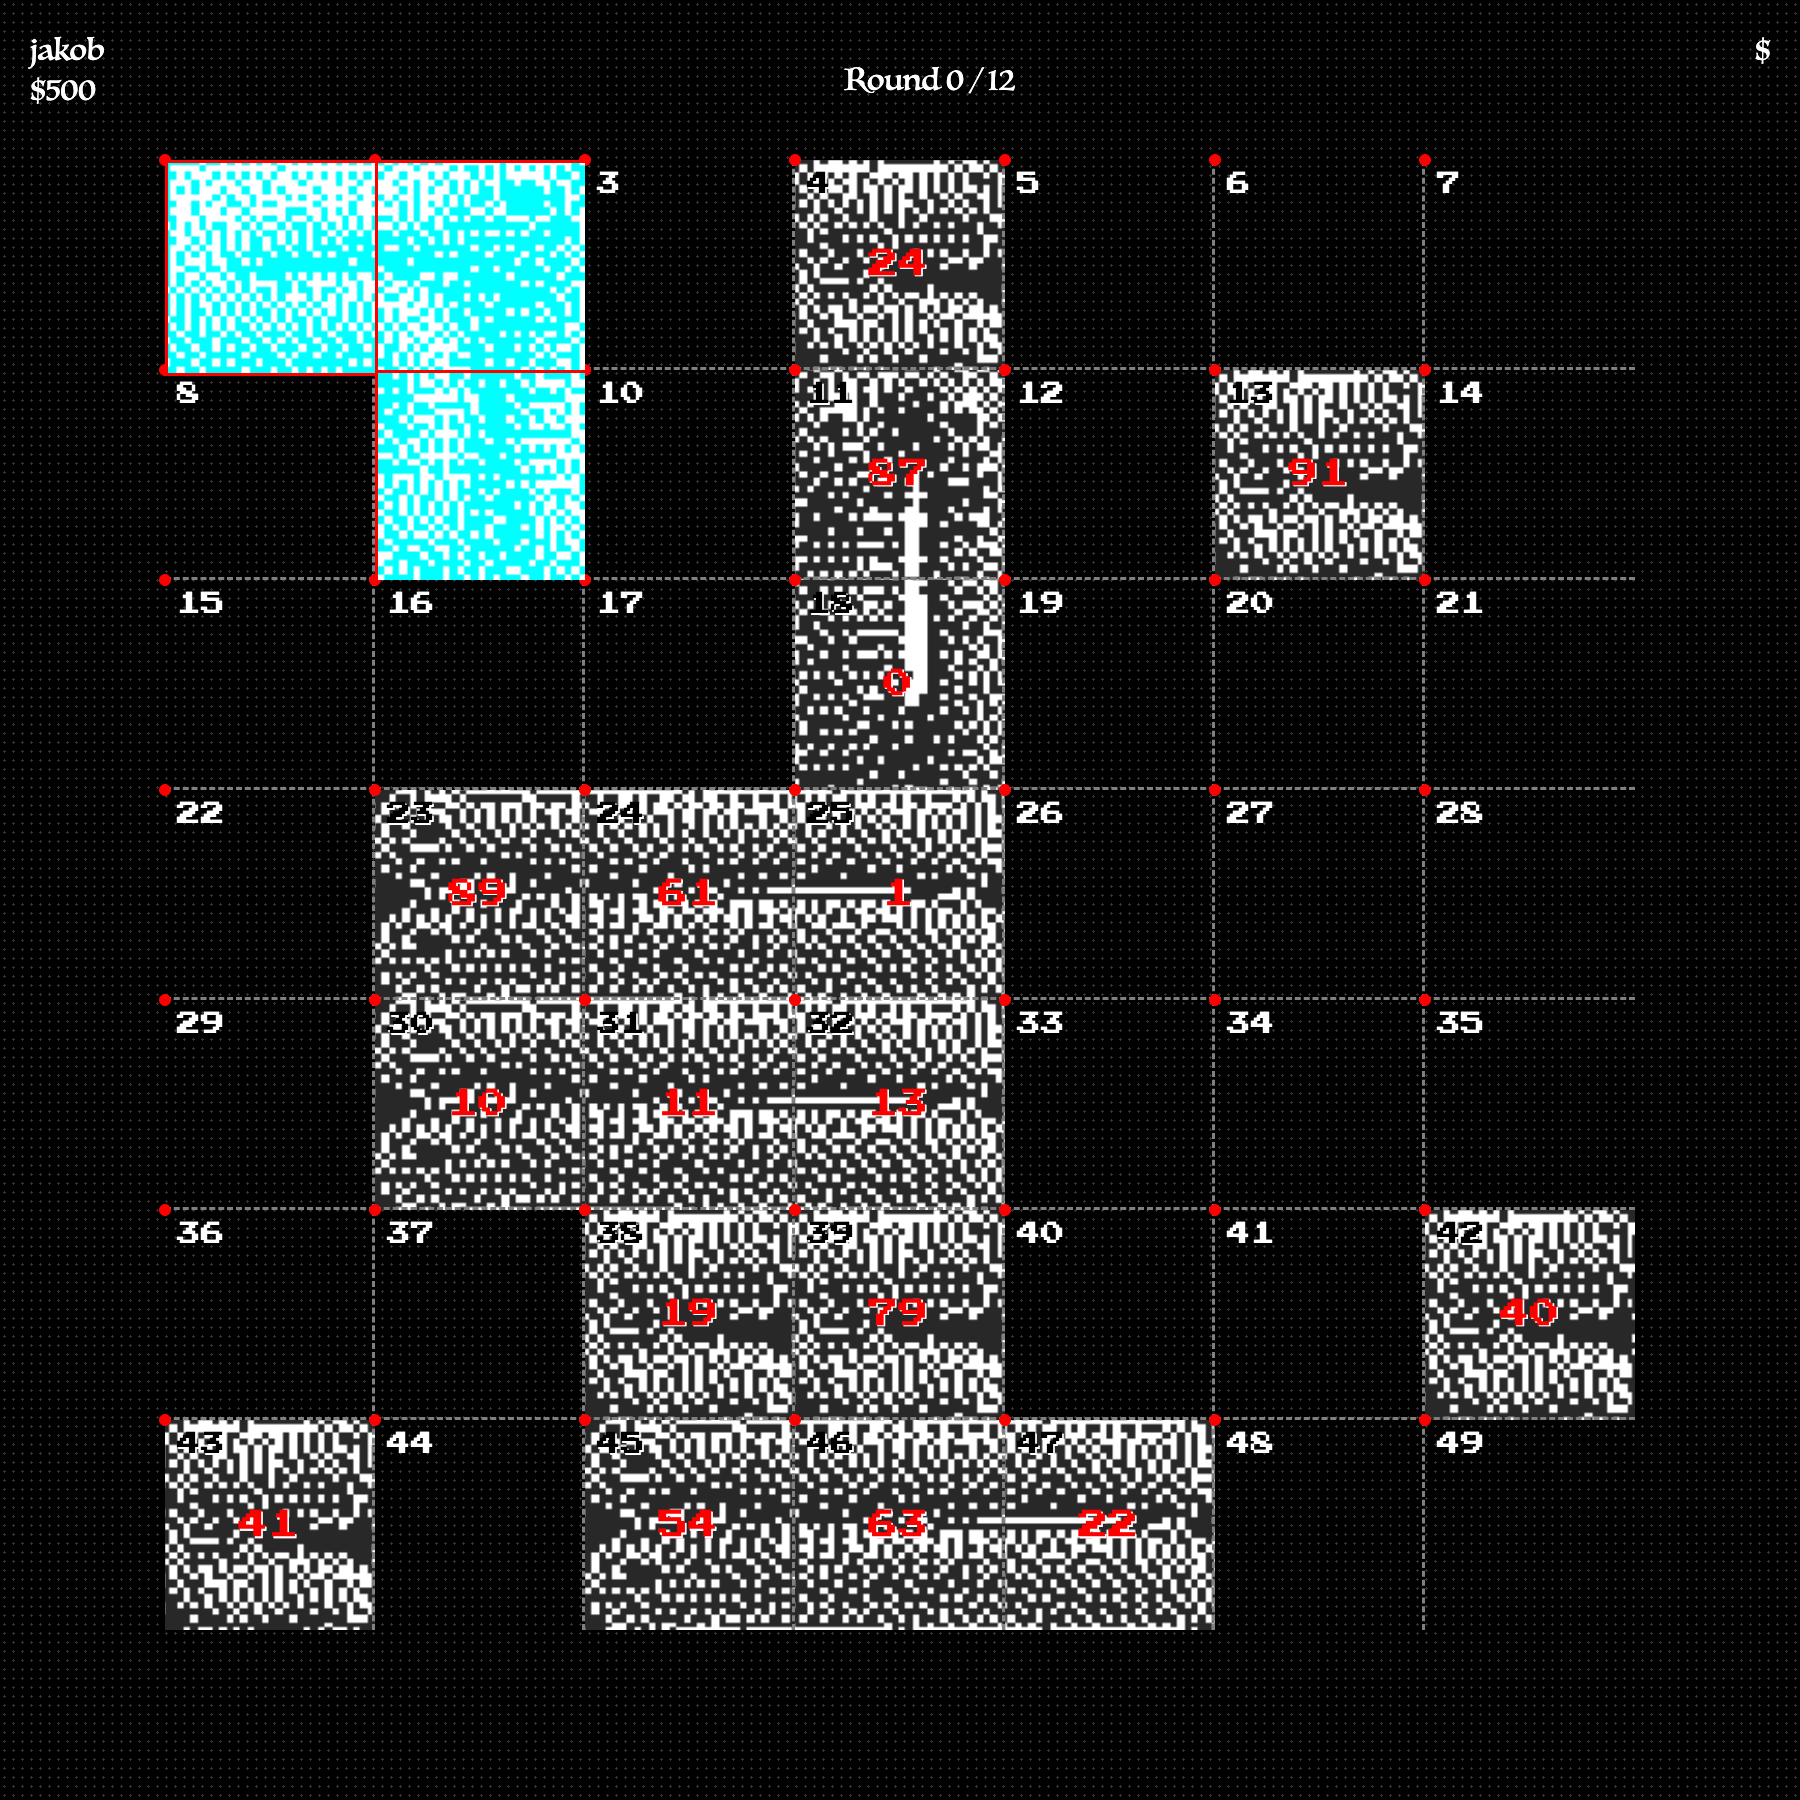 jakob $
$500
Round 0 / 12
3 4 5 6 7
24
8 10 11 12 13 14
87 91
15 16 17 18 19 20 21
0
22 23 24 25 26 27 28
89 61 1
29 30 31 32 33 34 35
10 11 13
36 37 38 39 40 41 42
19 79 40
43 44 45 46 47 48 49
41 54 63 22